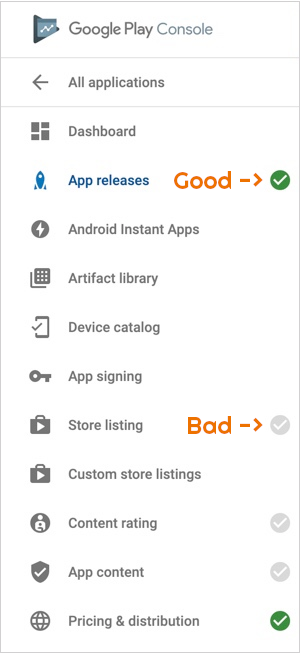 Google Play Console
All applications
Dashboard
App releases Good ->
Android Instant Apps
Artifact library
Device catalog
App signing
Store listing Bad ->
Custom store listings
Content rating
App content
Pricing & distribution